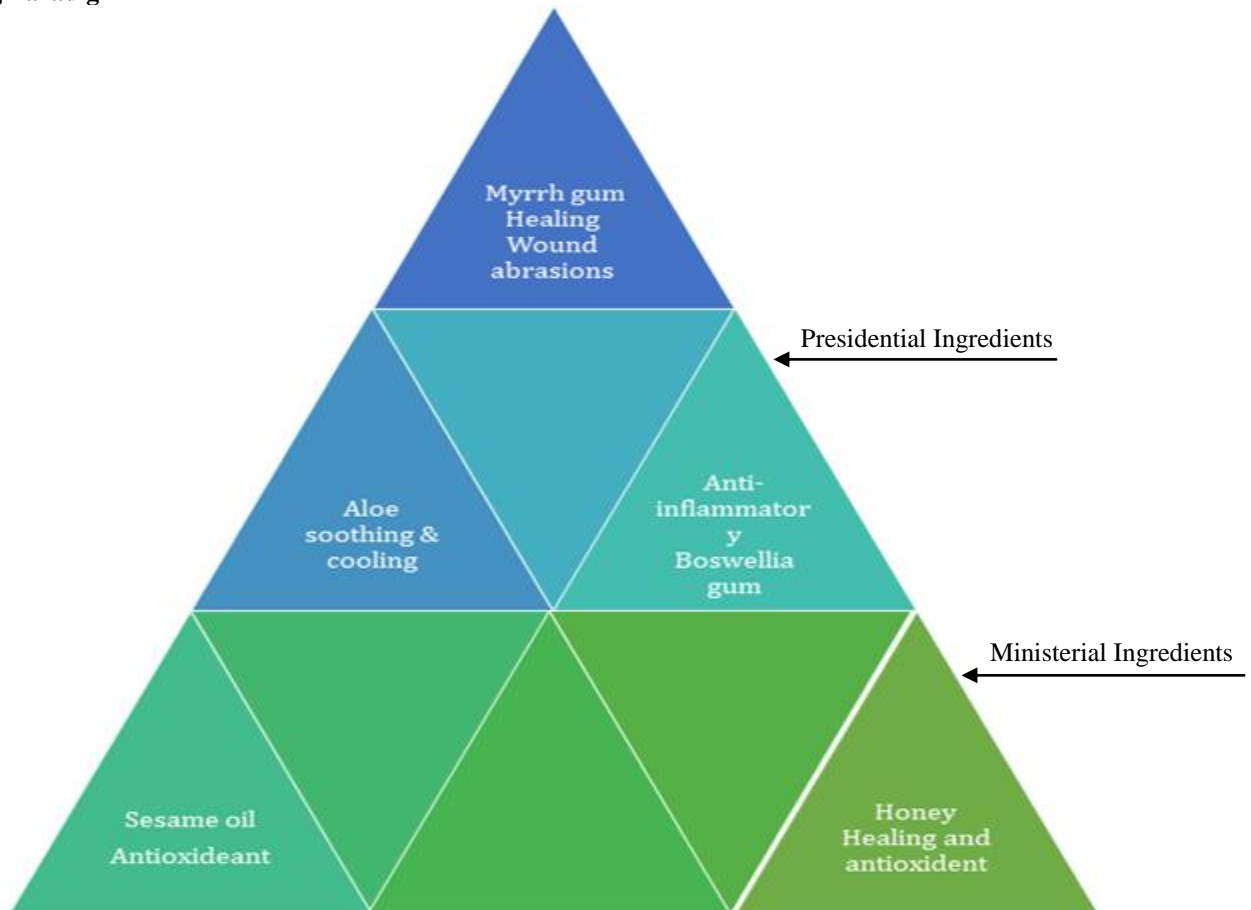 Myrrh gum
Healing
Wound
abrasions
Presidential Ingredients
Aloe
soothing &
cooling
Anti-
inflammator
y
Boswellia
gum
Ministerial Ingredients
Sesame oil
Antioxideant
Honey
Healing and
antioxident